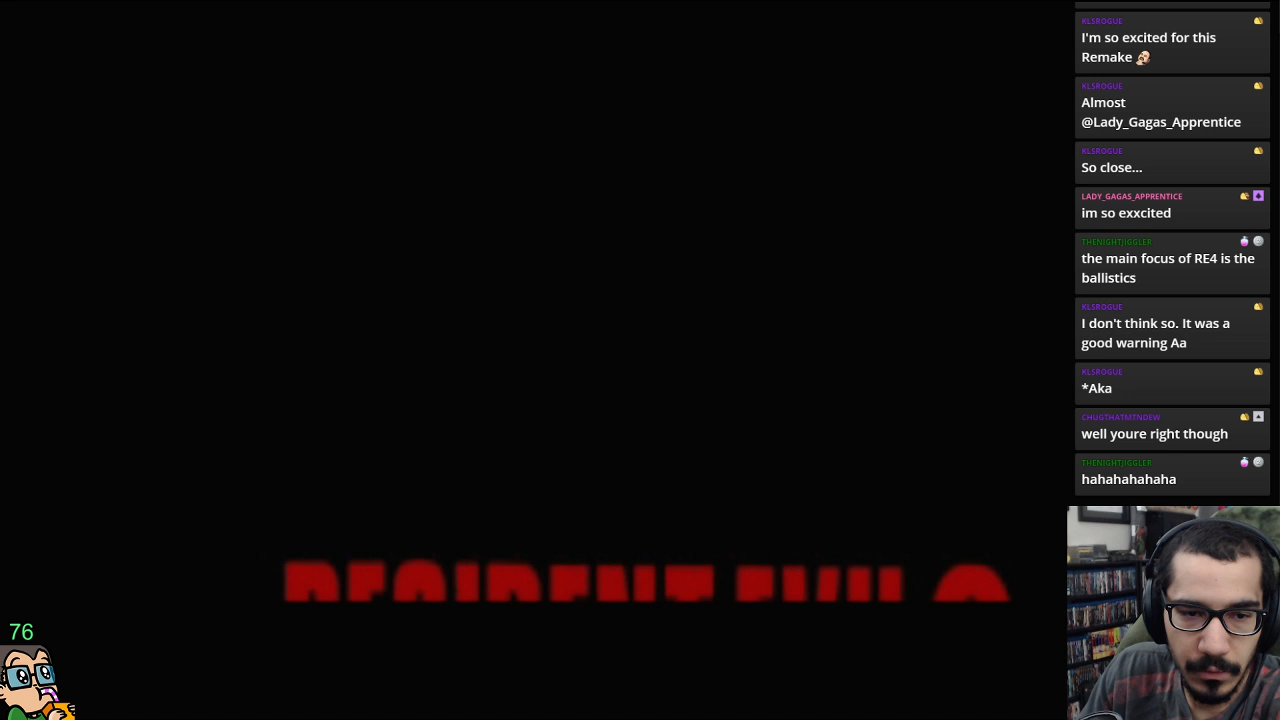 KLSROGUE
I'm so excited for this
Remake
KLSROGUE
Almost
@Lady_Gagas_Apprentice
KLSROGUE
So close...
LADY_GAGAS_APPRENTICE
im so exxcited
THENIGHTJIGGLER
the main focus of RE4 is the
ballistics
KLSROGUE
I don't think so. It was a
good warning Aa
KLSROGUE
*Aka
CHUGTHATMTNDEW
well youre right though
THENIGHTJIGGLER
hahahahahaha
RESIDENT EVIL
76